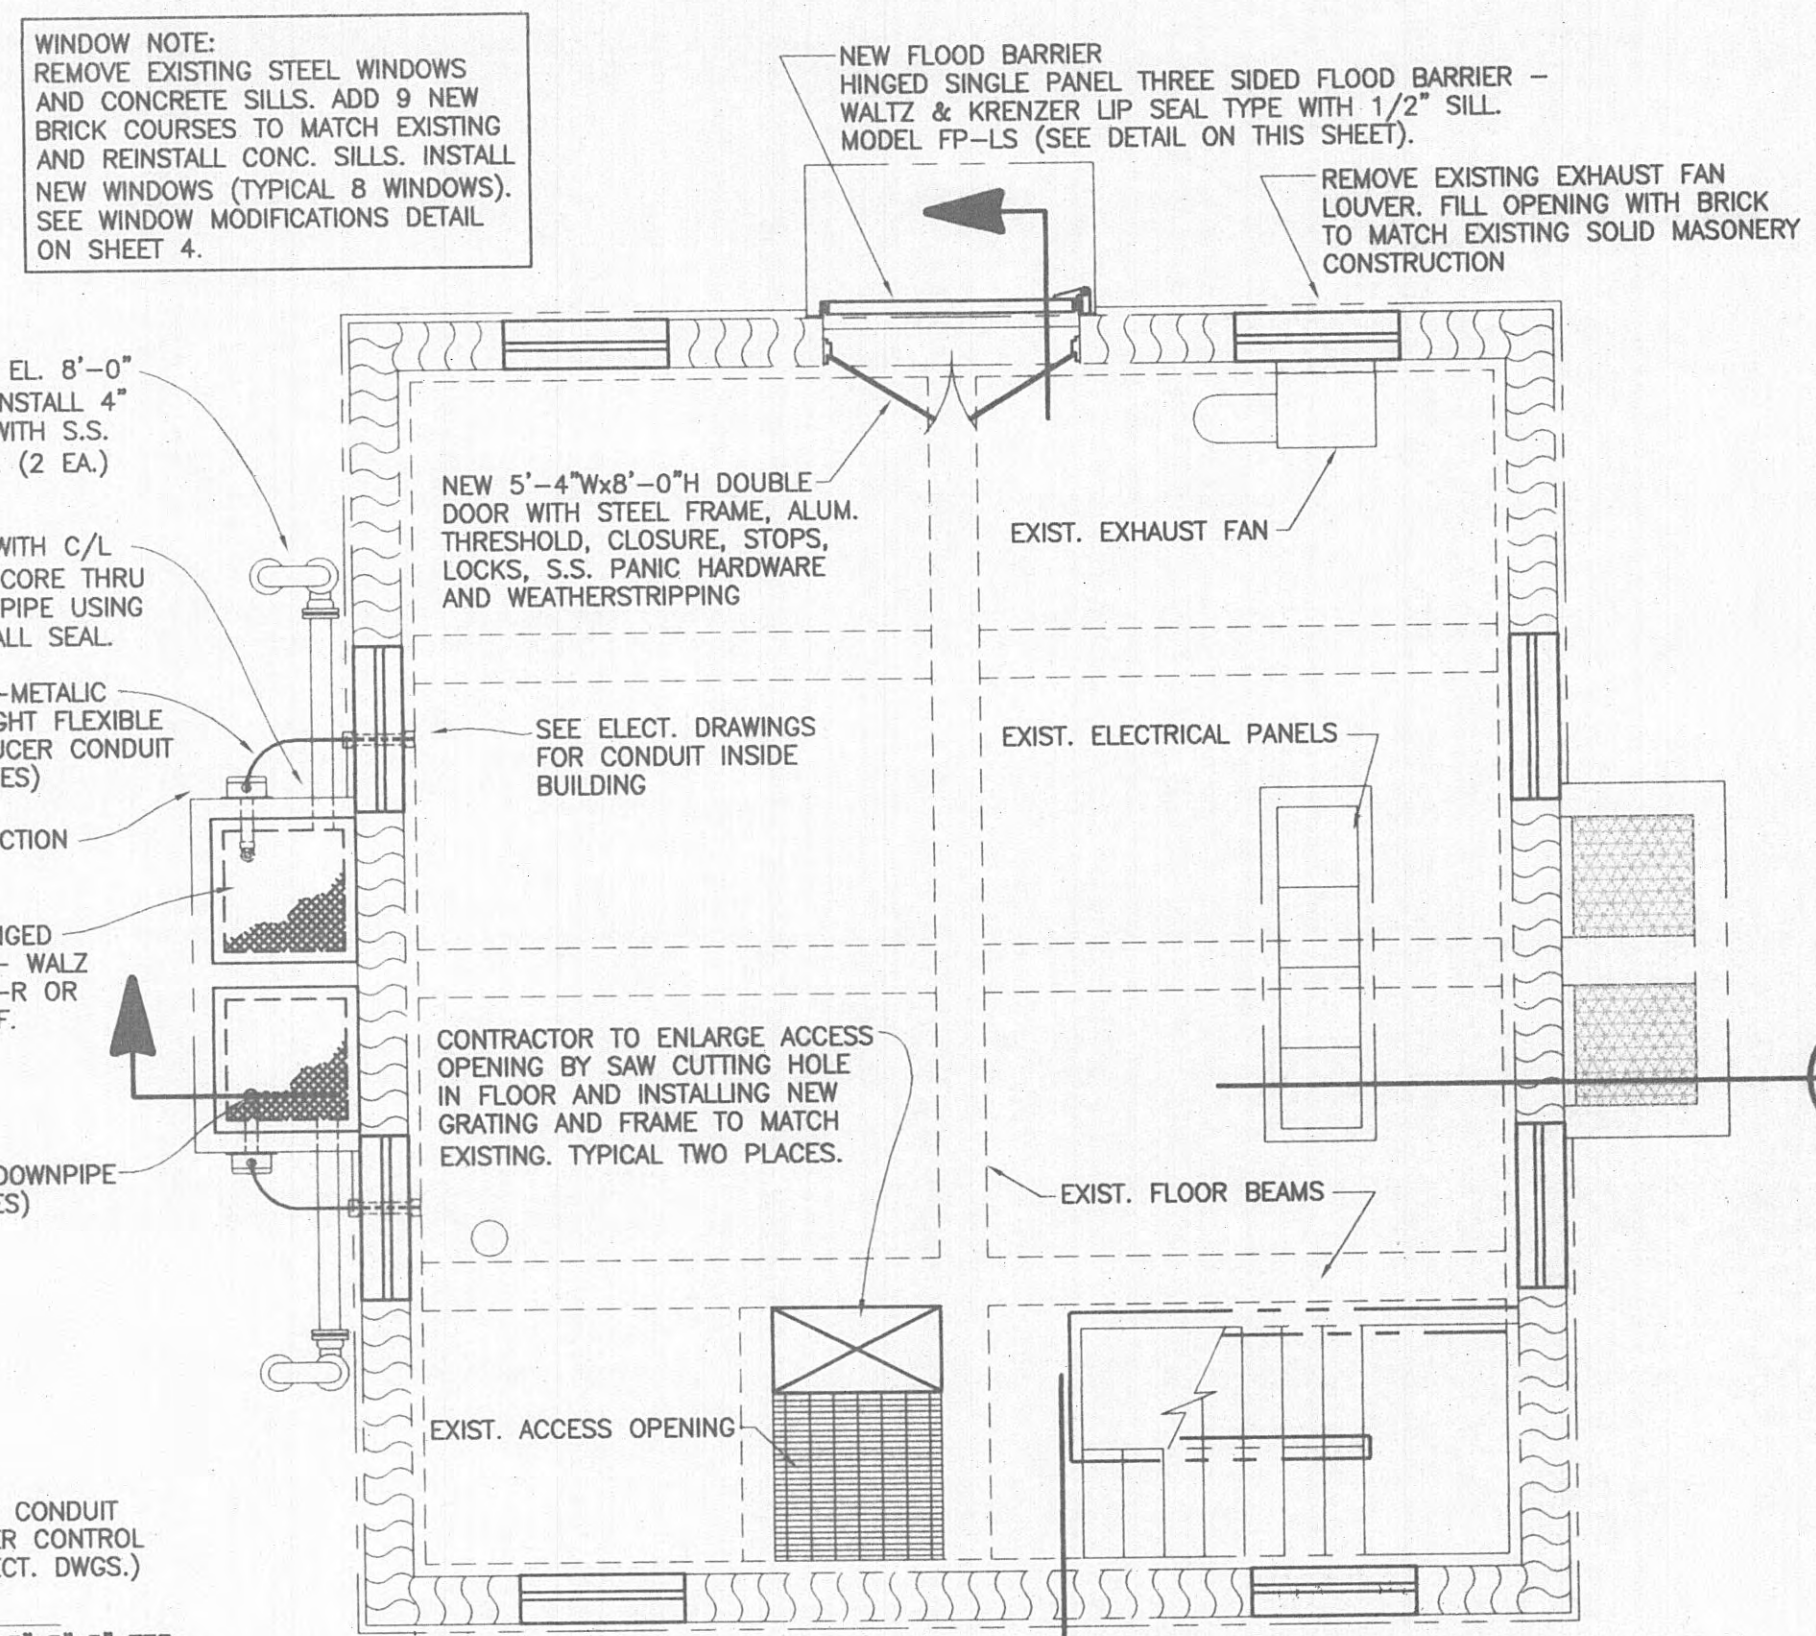 WINDOW NOTE:
REMOVE EXISTING STEEL WINDOWS
AND CONCRETE SILLS. ADD 9 NEW
BRICK COURSES TO MATCH EXISTING
AND REINSTALL CONC. SILLS. INSTALL
NEW WINDOWS (TYPICAL 8 WINDOWS).
SEE WINDOW MODIFICATIONS DETAIL
ON SHEET 4.
NEW FLOOD BARRIER
HINGED SINGLE PANEL THREE SIDED FLOOD BARRIER –
WALTZ & KRENZER LIP SEAL TYPE WITH 1/2" SILL.
MODEL FP-LS (SEE DETAIL ON THIS SHEET).
REMOVE EXISTING EXHAUST FAN
LOUVER. FILL OPENING WITH BRICK
TO MATCH EXISTING SOLID MASONERY
CONSTRUCTION
EL. 8'-0"
NSTALL 4"
WITH S.S.
(2 EA.)
NEW 5'-4"Wx8'-0"H DOUBLE
DOOR WITH STEEL FRAME, ALUM.
THRESHOLD, CLOSURE, STOPS,
LOCKS, S.S. PANIC HARDWARE
AND WEATHERSTRIPPING
EXIST. EXHAUST FAN
WITH C/L
CORE THRU
PIPE USING
ALL SEAL.
-METALIC
GHT FLEXIBLE
UCER CONDUIT
ES)
SEE ELECT. DRAWINGS
FOR CONDUIT INSIDE
BUILDING
EXIST. ELECTRICAL PANELS
CTION
NGED
- WALZ
-R OR
F.
CONTRACTOR TO ENLARGE ACCESS
OPENING BY SAW CUTTING HOLE
IN FLOOR AND INSTALLING NEW
GRATING AND FRAME TO MATCH
EXISTING. TYPICAL TWO PLACES.
DOWNPIPE
ES)
EXIST. FLOOR BEAMS
EXIST. ACCESS OPENING
CONDUIT
ER CONTROL
ECT. DWGS.)